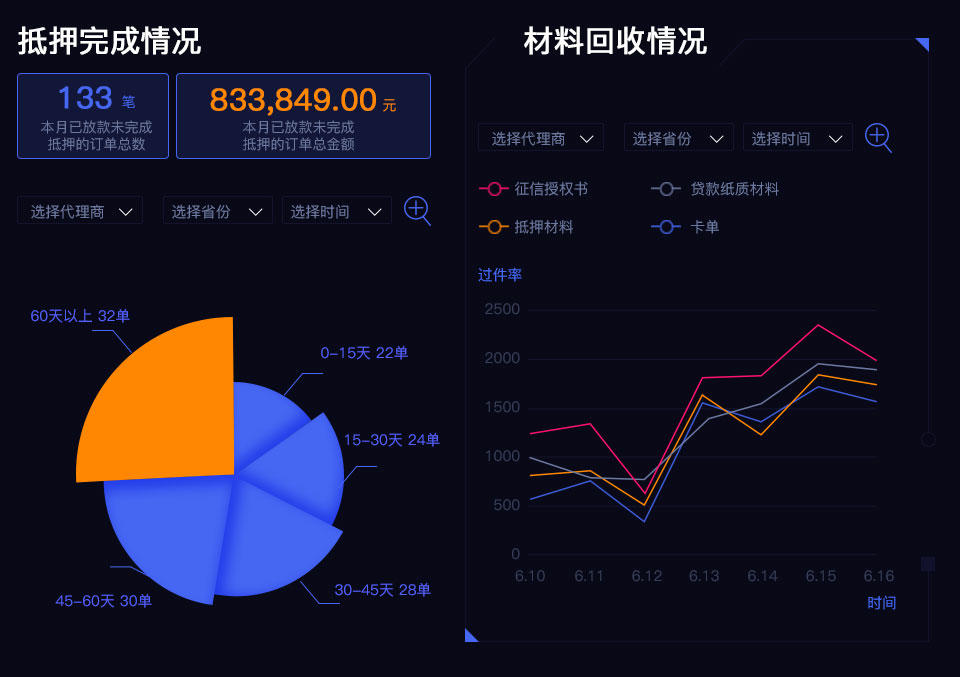 抵押完成情况
133 笔
本月已放款未完成
抵押的订单总数
833,849.00 元
本月已放款未完成
抵押的订单总金额
选择代理商
选择省份
选择时间
60天以上 32单
0-15天 22单
15-30天 24单
30-45天 28单
45-60天 30单
材料回收情况
选择代理商
选择省份
选择时间
征信授权书
贷款纸质材料
抵押材料
卡单
过件率
2500
2000
1500
1000
500
0
6.10 6.11 6.12 6.13 6.14 6.15 6.16
时间